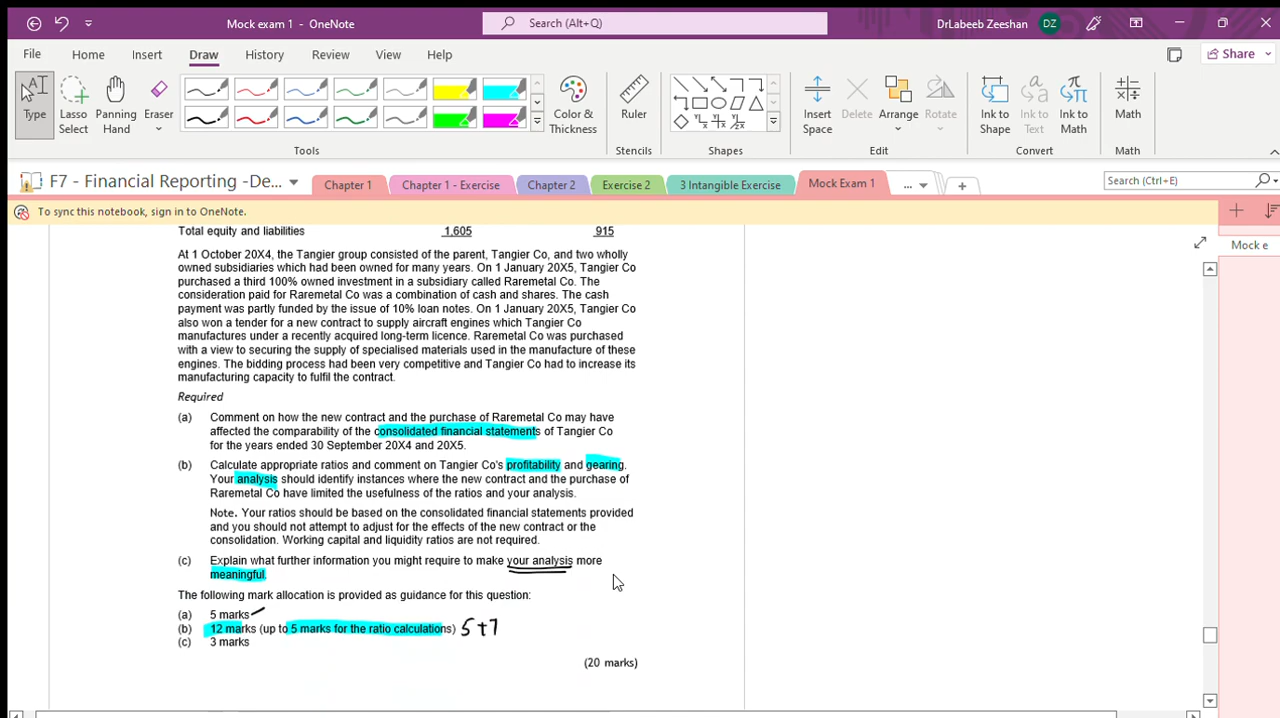 Mock exam 1 - OneNote
Search (Alt+Q)
DrLabeeb Zeeshan
DZ
File
Home
Insert
Draw
History
Review
View
Help
Share
Type
Lasso
Select
Panning
Hand
Eraser
Color &
Thickness
Ruler
Insert
Space
Delete
Arrange
Rotate
Ink to
Shape
Ink to
Text
Ink to
Math
Math
Tools
Stencils
Shapes
Edit
Convert
Math
F7 - Financial Reporting -De...
Chapter 1
Chapter 1 - Exercise
Chapter 2
Exercise 2
3 Intangible Exercise
Mock Exam 1
...
Search (Ctrl+E)
To sync this notebook, sign in to OneNote.
Mock e
Total equity and liabilities 1,605 915
At 1 October 20X4, the Tangier group consisted of the parent, Tangier Co, and two wholly
owned subsidiaries which had been owned for many years. On 1 January 20X5, Tangier Co
purchased a third 100% owned investment in a subsidiary called Raremetal Co. The
consideration paid for Raremetal Co was a combination of cash and shares. The cash
payment was partly funded by the issue of 10% loan notes. On 1 January 20X5, Tangier Co
also won a tender for a new contract to supply aircraft engines which Tangier Co
manufactures under a recently acquired long-term licence. Raremetal Co was purchased
with a view to securing the supply of specialised materials used in the manufacture of these
engines. The bidding process had been very competitive and Tangier Co had to increase its
manufacturing capacity to fulfil the contract.
Required
(a) Comment on how the new contract and the purchase of Raremetal Co may have
affected the comparability of the consolidated financial statements of Tangier Co
for the years ended 30 September 20X4 and 20X5.
(b) Calculate appropriate ratios and comment on Tangier Co's profitability and gearing.
Your analysis should identify instances where the new contract and the purchase of
Raremetal Co have limited the usefulness of the ratios and your analysis.
Note. Your ratios should be based on the consolidated financial statements provided
and you should not attempt to adjust for the effects of the new contract or the
consolidation. Working capital and liquidity ratios are not required.
(c) Explain what further information you might require to make your analysis more
meaningful.
The following mark allocation is provided as guidance for this question:
(a) 5 marks
(b) 12 marks (up to 5 marks for the ratio calculations) 5+7
(c) 3 marks
(20 marks)